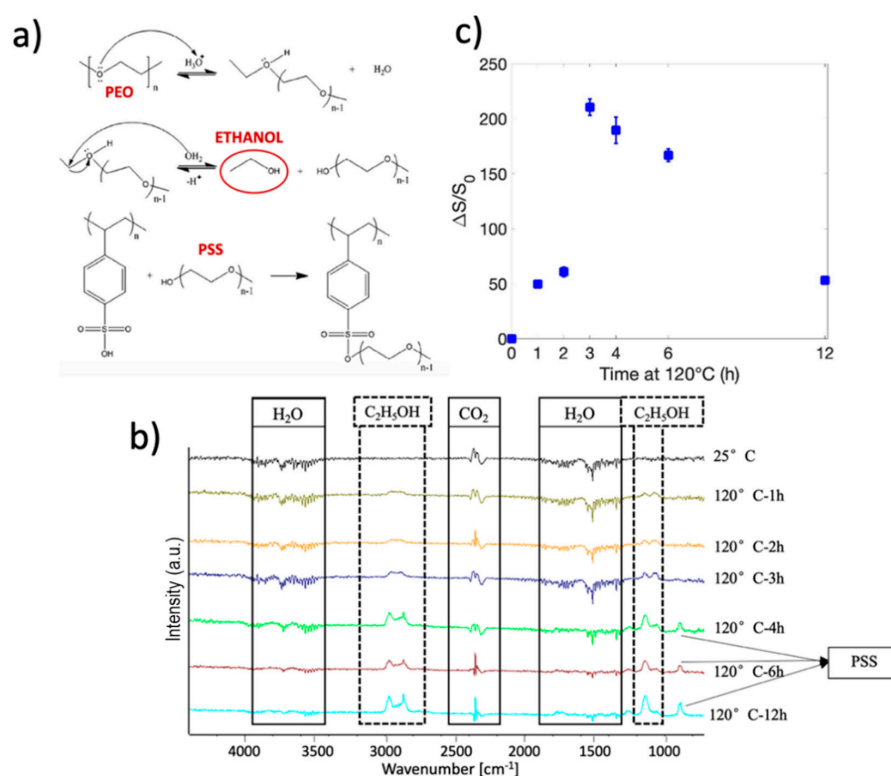 a)
PEO
n
H₃O⁺
H
n-1
+ H₂O
H
OH₂
-H⁺
n-1
ETHANOL
OH
+
HO
n-1
n
+
PSS
HO
n-1
n
O S O
OH
O S O
O
n-1
c)
250
200
150
100
50
0
ΔS/S₀
0 1 2 3 4 6 12
Time at 120°C (h)
b)
H₂O C₂H₅OH CO₂ H₂O C₂H₅OH
25° C
120° C-1h
120° C-2h
120° C-3h
120° C-4h
120° C-6h
120° C-12h
PSS
Intensity (a.u.)
4000 3500 3000 2500 2000 1500 1000
Wavenumber [cm⁻¹]